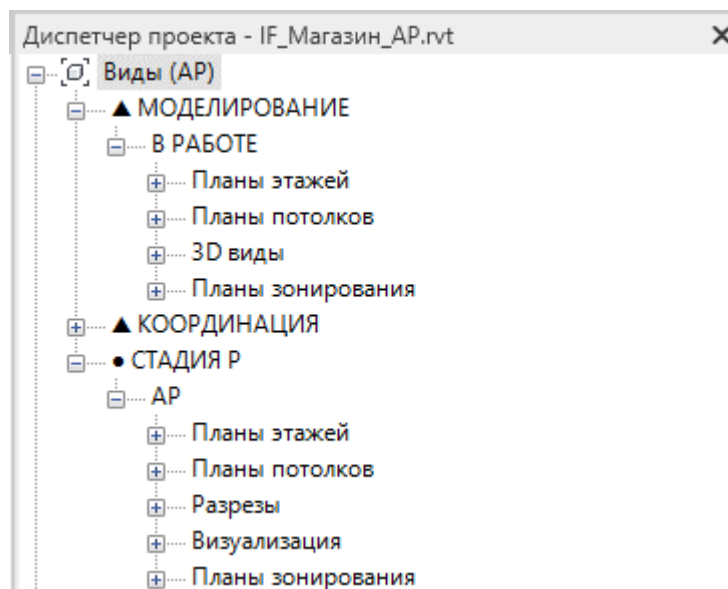 Диспетчер проекта - IF_Магазин_АР.rvt
Виды (АР)
▲ МОДЕЛИРОВАНИЕ
В РАБОТЕ
Планы этажей
Планы потолков
3D виды
Планы зонирования
▲ КООРДИНАЦИЯ
● СТАДИЯ Р
АР
Планы этажей
Планы потолков
Разрезы
Визуализация
Планы зонирования